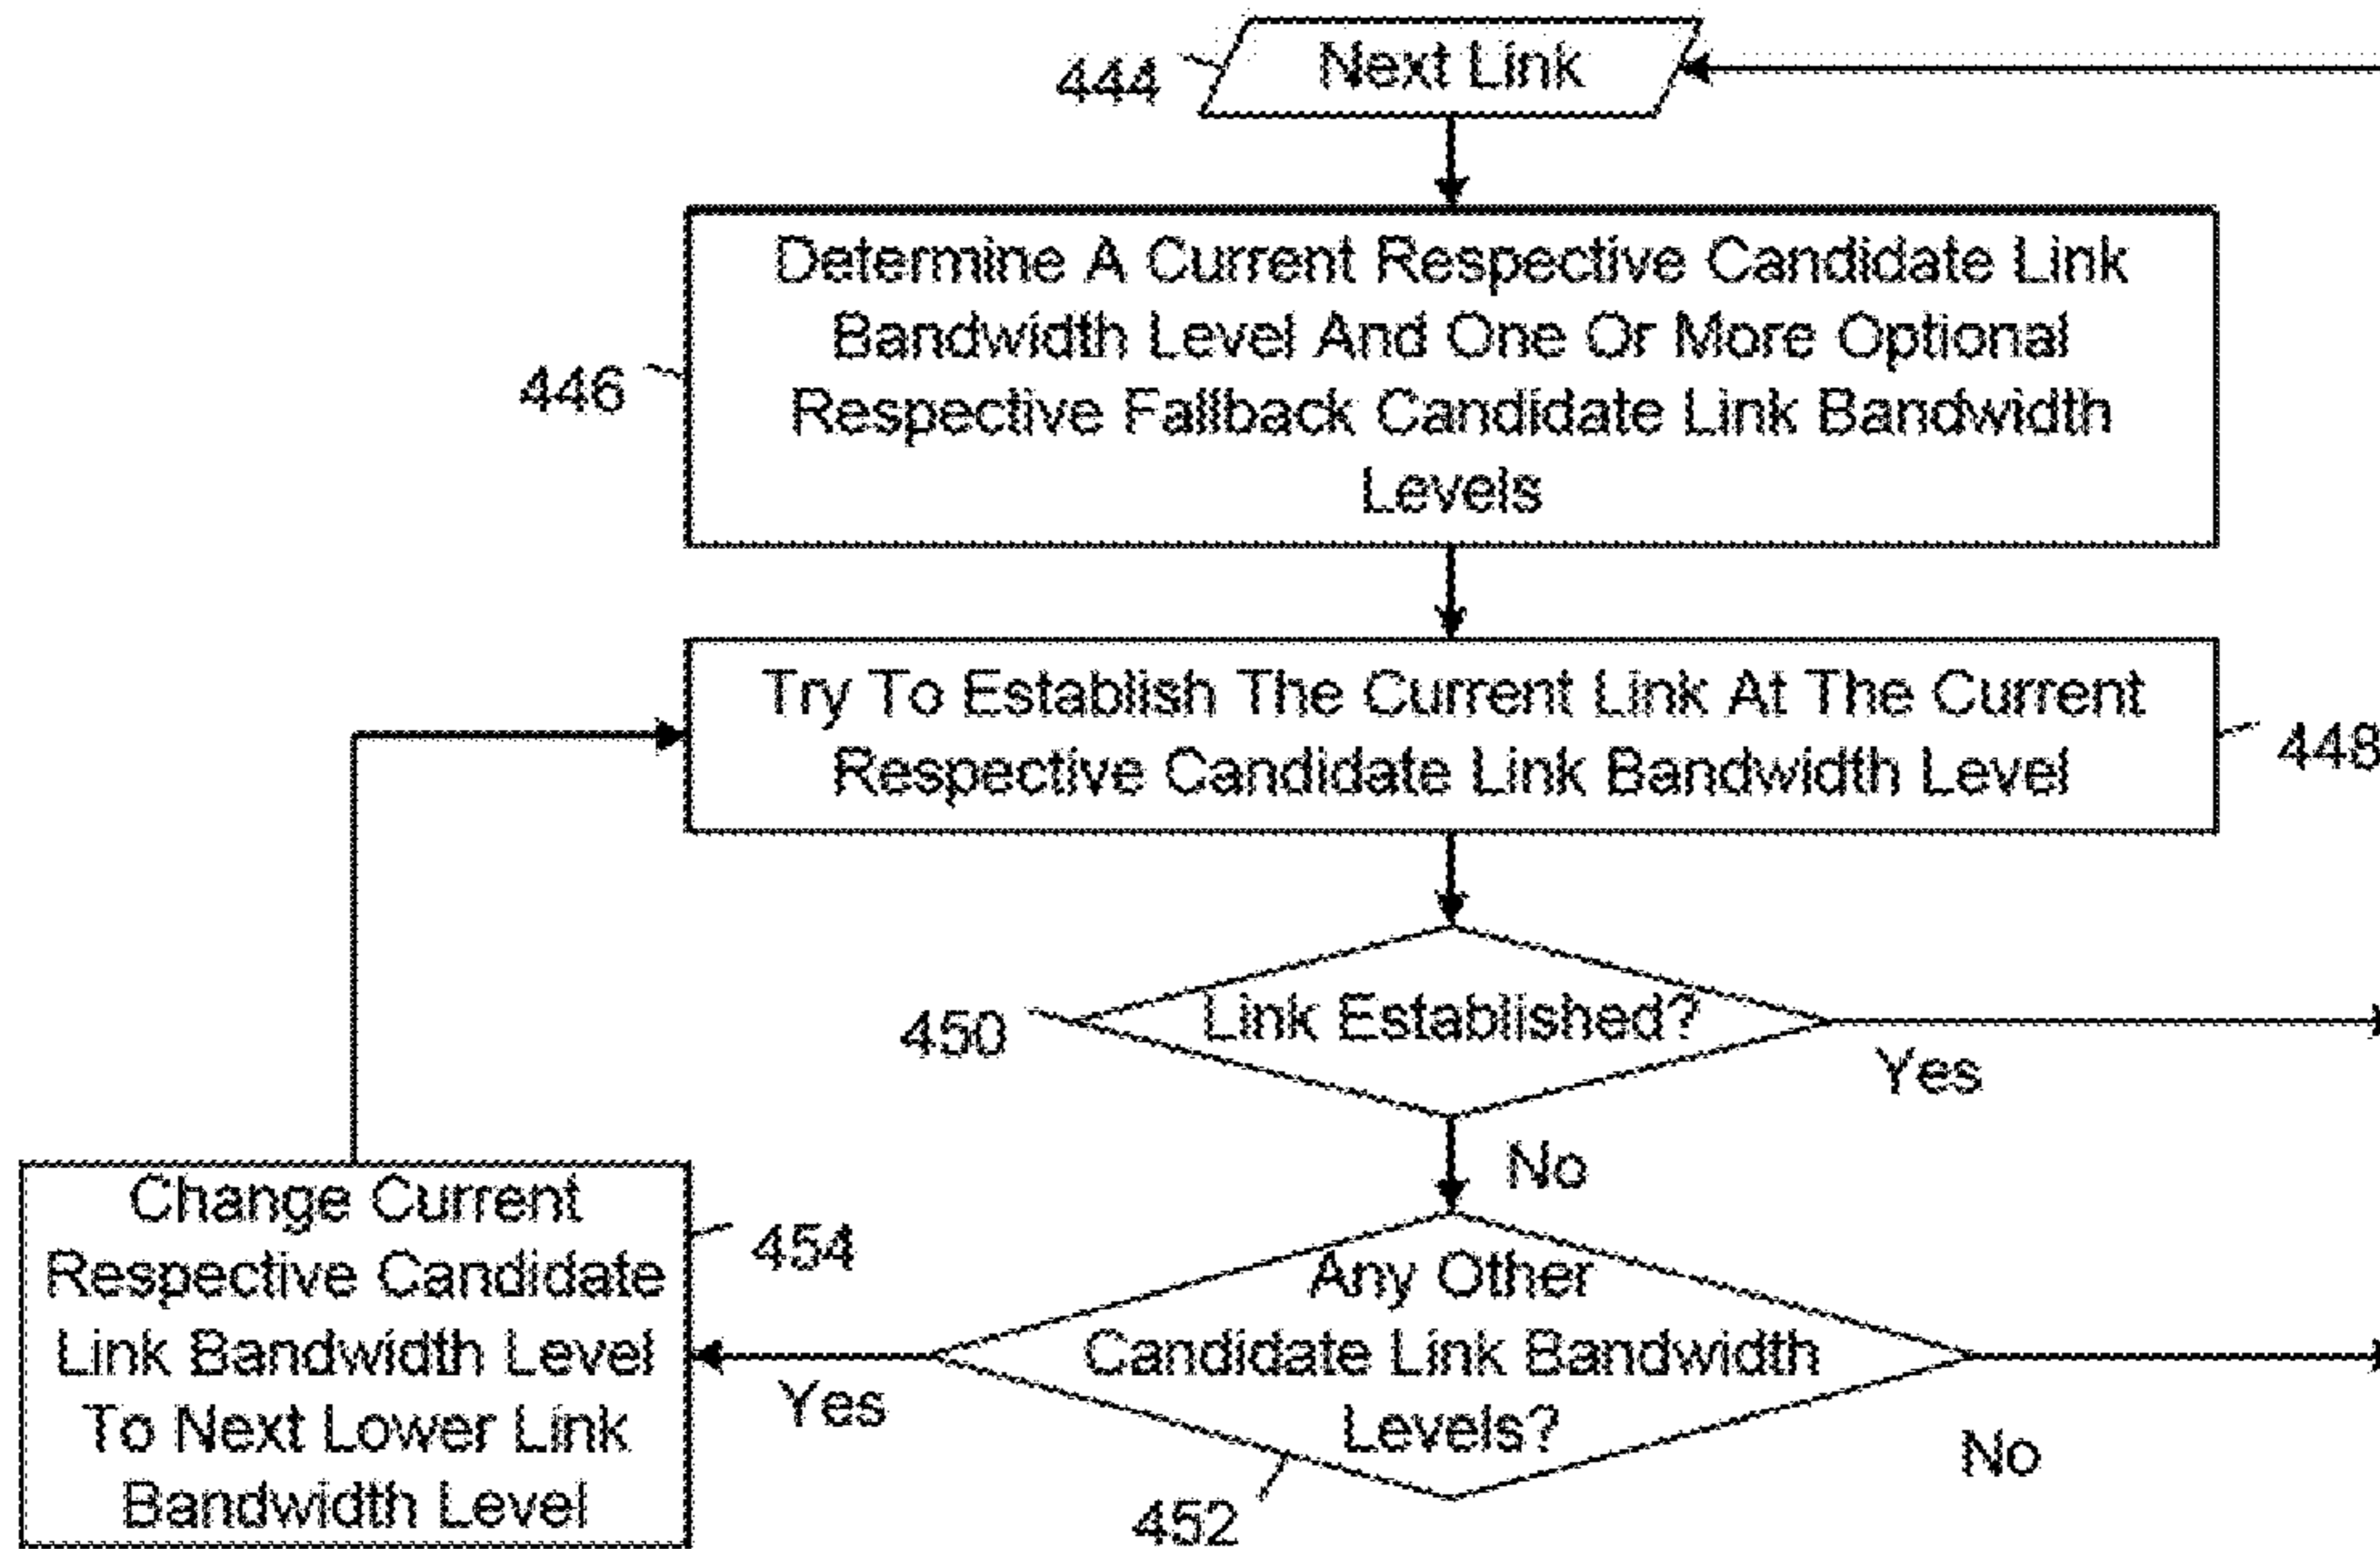 444
Next Link
446
Determine A Current Respective Candidate Link
Bandwidth Level And One Or More Optional
Respective Fallback Candidate Link Bandwidth
Levels
Try To Establish The Current Link At The Current
Respective Candidate Link Bandwidth Level
448
450
Link Established?
Yes
No
Change Current
Respective Candidate
Link Bandwidth Level
To Next Lower Link
Bandwidth Level
454
Yes
Any Other
Candidate Link Bandwidth
Levels?
452
No